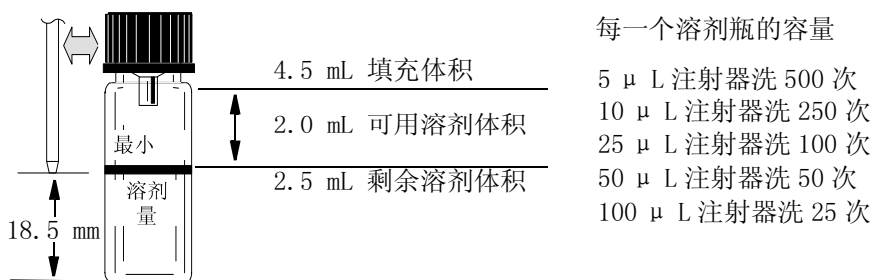 每一个溶剂瓶的容量
4.5 mL 填充体积
2.0 mL 可用溶剂体积
2.5 mL 剩余溶剂体积
最小
溶剂
量
18.5 mm
5 μ L 注射器洗 500 次
10 μ L 注射器洗 250 次
25 μ L 注射器洗 100 次
50 μ L 注射器洗 50 次
100 μ L 注射器洗 25 次